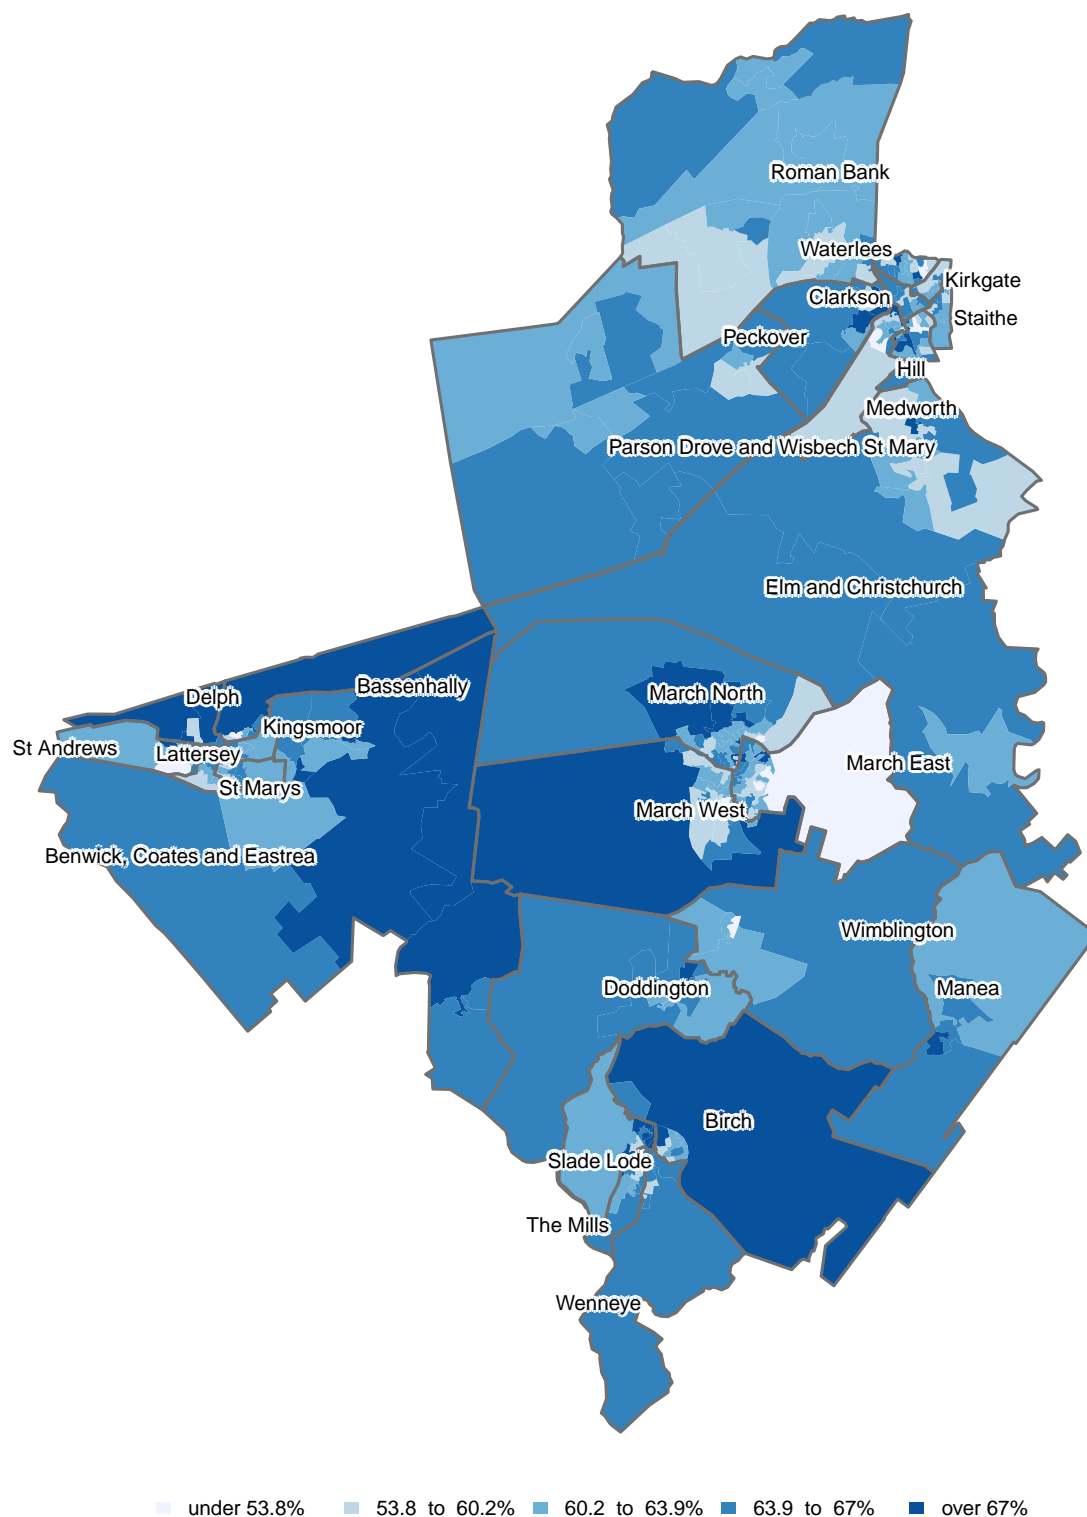 Roman Bank
Waterlees
Kirkgate
Clarkson
Staithe
Peckover
Hill
Medworth
Parson Drove and Wisbech St Mary
Elm and Christchurch
Bassenhally
Delph
March North
Kingsmoor
St Andrews
Lattersey
March East
St Marys
March West
Benwick, Coates and Eastrea
Wimblington
Doddington
Manea
Birch
Slade Lode
The Mills
Wenneye
under 53.8% 53.8 to 60.2% 60.2 to 63.9% 63.9 to 67% over 67%